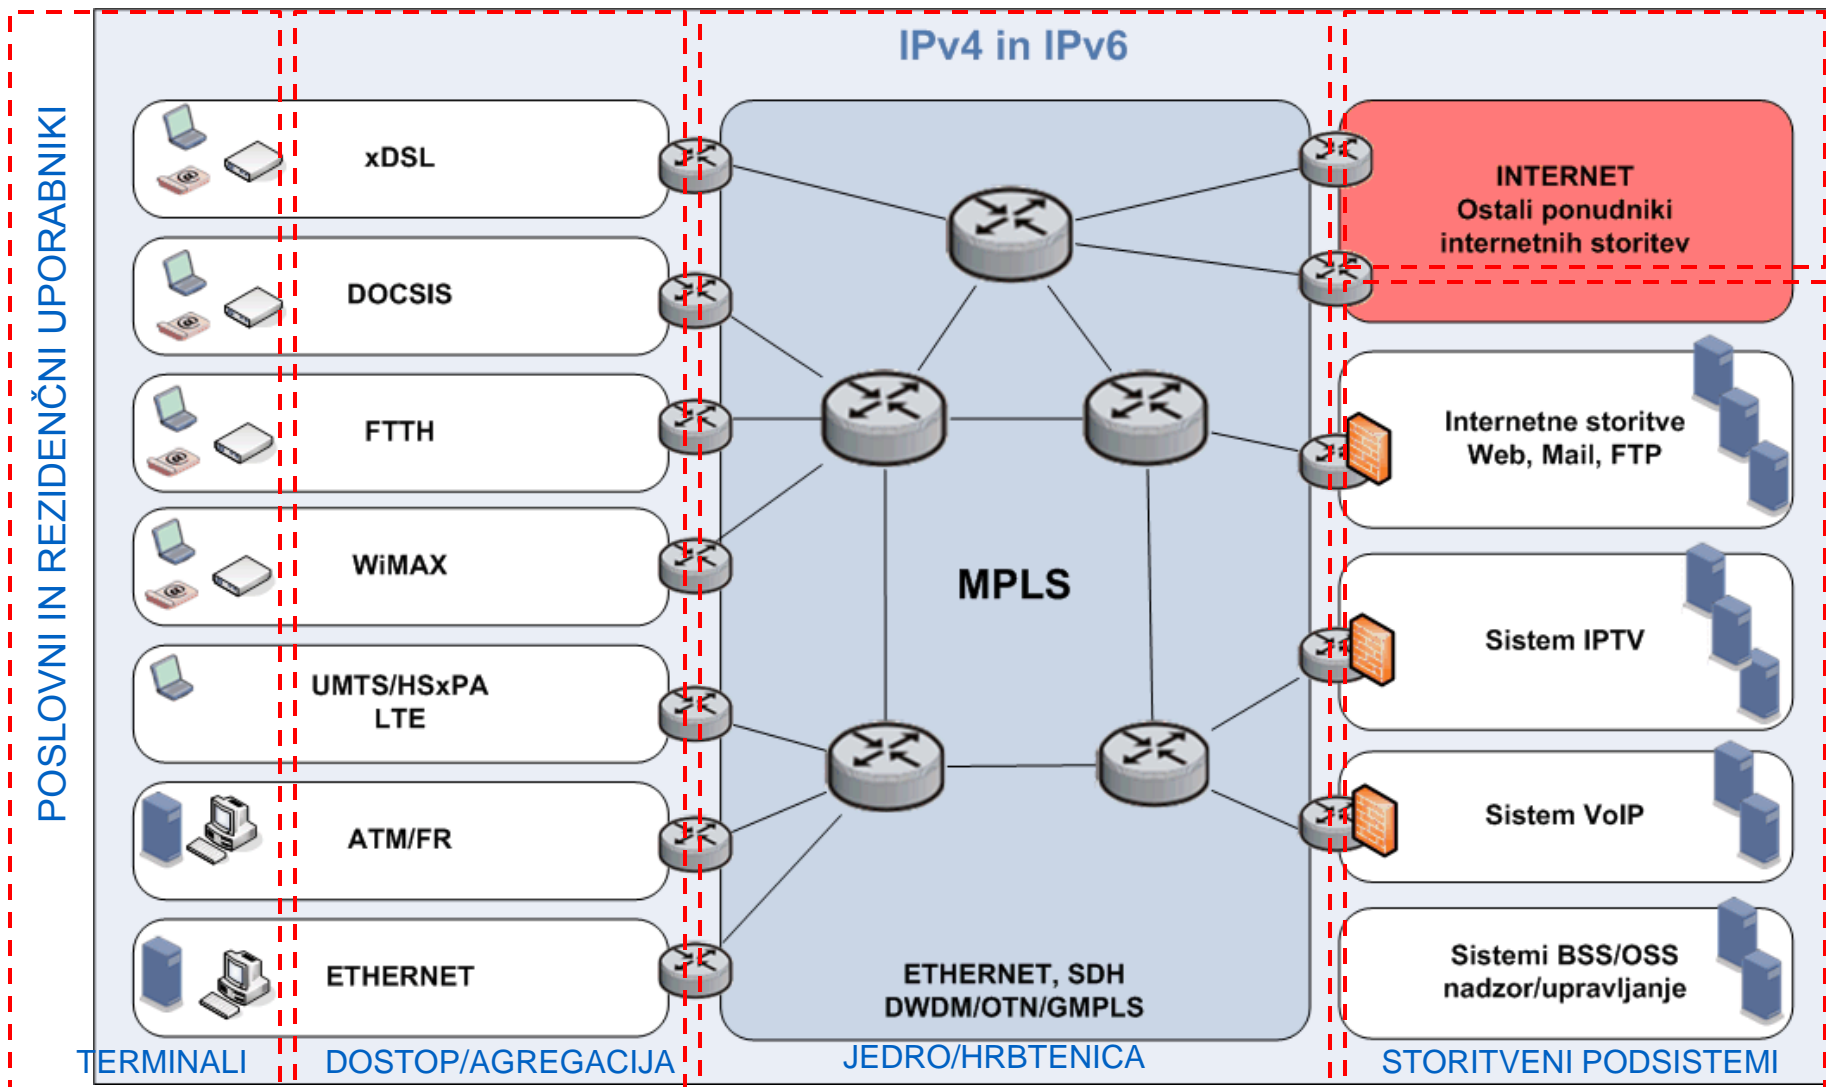 IPv4 in IPv6
POSLOVNI IN REZIDENČNI UPORABNIKI
xDSL
DOCSIS
FTTH
WiMAX
UMTS/HSxPA
LTE
ATM/FR
ETHERNET
MPLS
ETHERNET, SDH
DWDM/OTN/GMPLS
INTERNET
Ostali ponudniki
internetnih storitev
Internetne storitve
Web, Mail, FTP
Sistem IPTV
Sistem VoIP
Sistemi BSS/OSS
nadzor/upravljanje
TERMINALI
DOSTOP/AGREGACIJA
JEDRO/HRBTENICA
STORITVENI PODSISTEMI